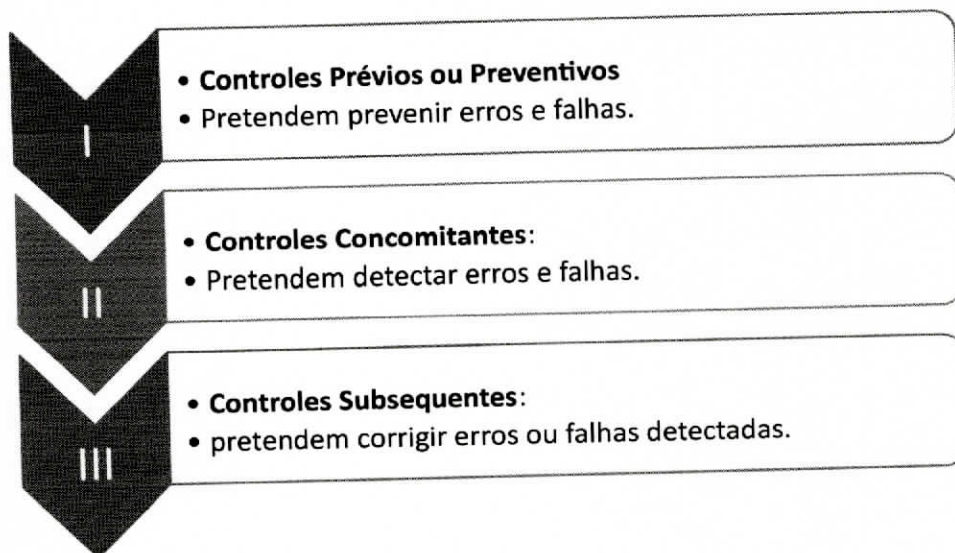 I
• Controles Prévios ou Preventivos
• Pretendem prevenir erros e falhas.
II
• Controles Concomitantes:
• Pretendem detectar erros e falhas.
III
• Controles Subsequentes:
• pretendem corrigir erros ou falhas detectadas.